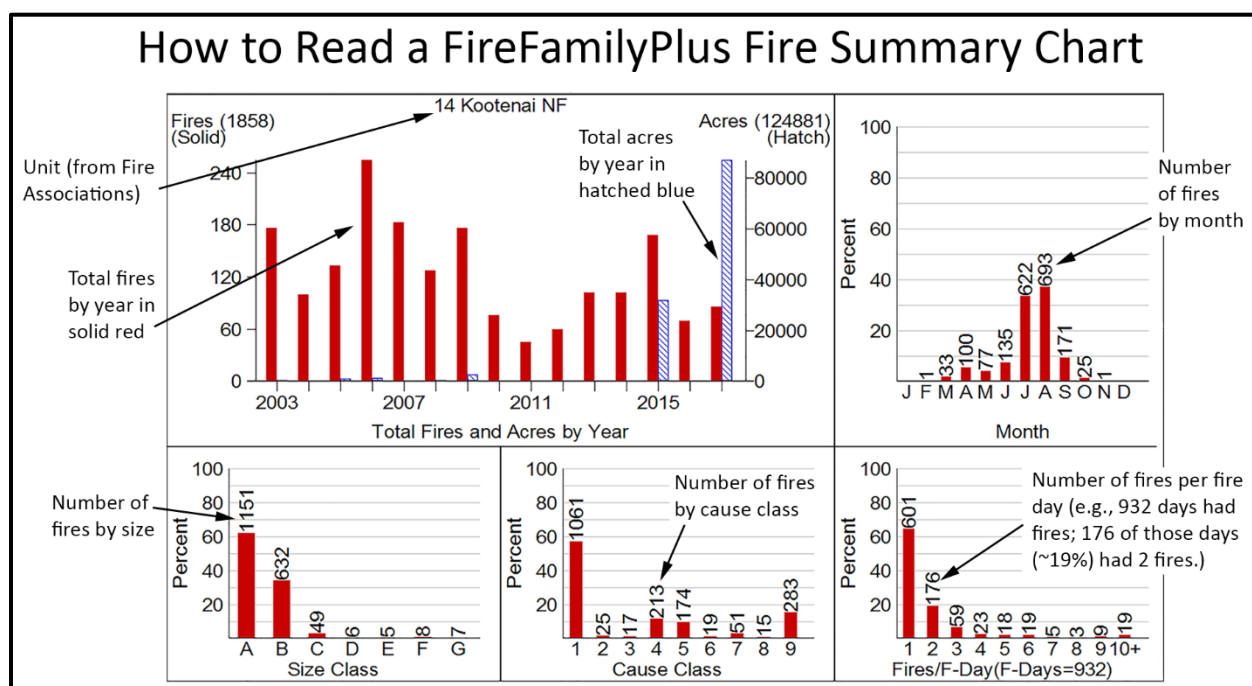 How to Read a FireFamilyPlus Fire Summary Chart
14 Kootenai NF
Fires (1858)
(Solid)
Acres (124881)
(Hatch)
Unit (from Fire
Associations)
Total fires
by year in
solid red
Total acres
by year in
hatched blue
240
180
120
60
0
80000
60000
40000
20000
0
2003 2007 2011 2015
Total Fires and Acres by Year
Number
of fires
by month
Percent
100
80
60
40
20
1 33 100 77 135 622 693 171 25 1
J F M A M J J A S O N D
Month
Number of
fires by size
Percent
100
80
60
40
20
1151 632 49 6 5 8 7
A B C D E F G
Size Class
Number of fires
by cause class
Percent
100
80
60
40
20
1061 25 17 213 174 19 51 15 283
1 2 3 4 5 6 7 8 9
Cause Class
Number of fires per fire
day (e.g., 932 days had
fires; 176 of those days
(~19%) had 2 fires.)
Percent
100
80
60
40
20
601 176 59 23 18 19 5 3 9 19
1 2 3 4 5 6 7 8 9 10+
Fires/F-Day(F-Days=932)